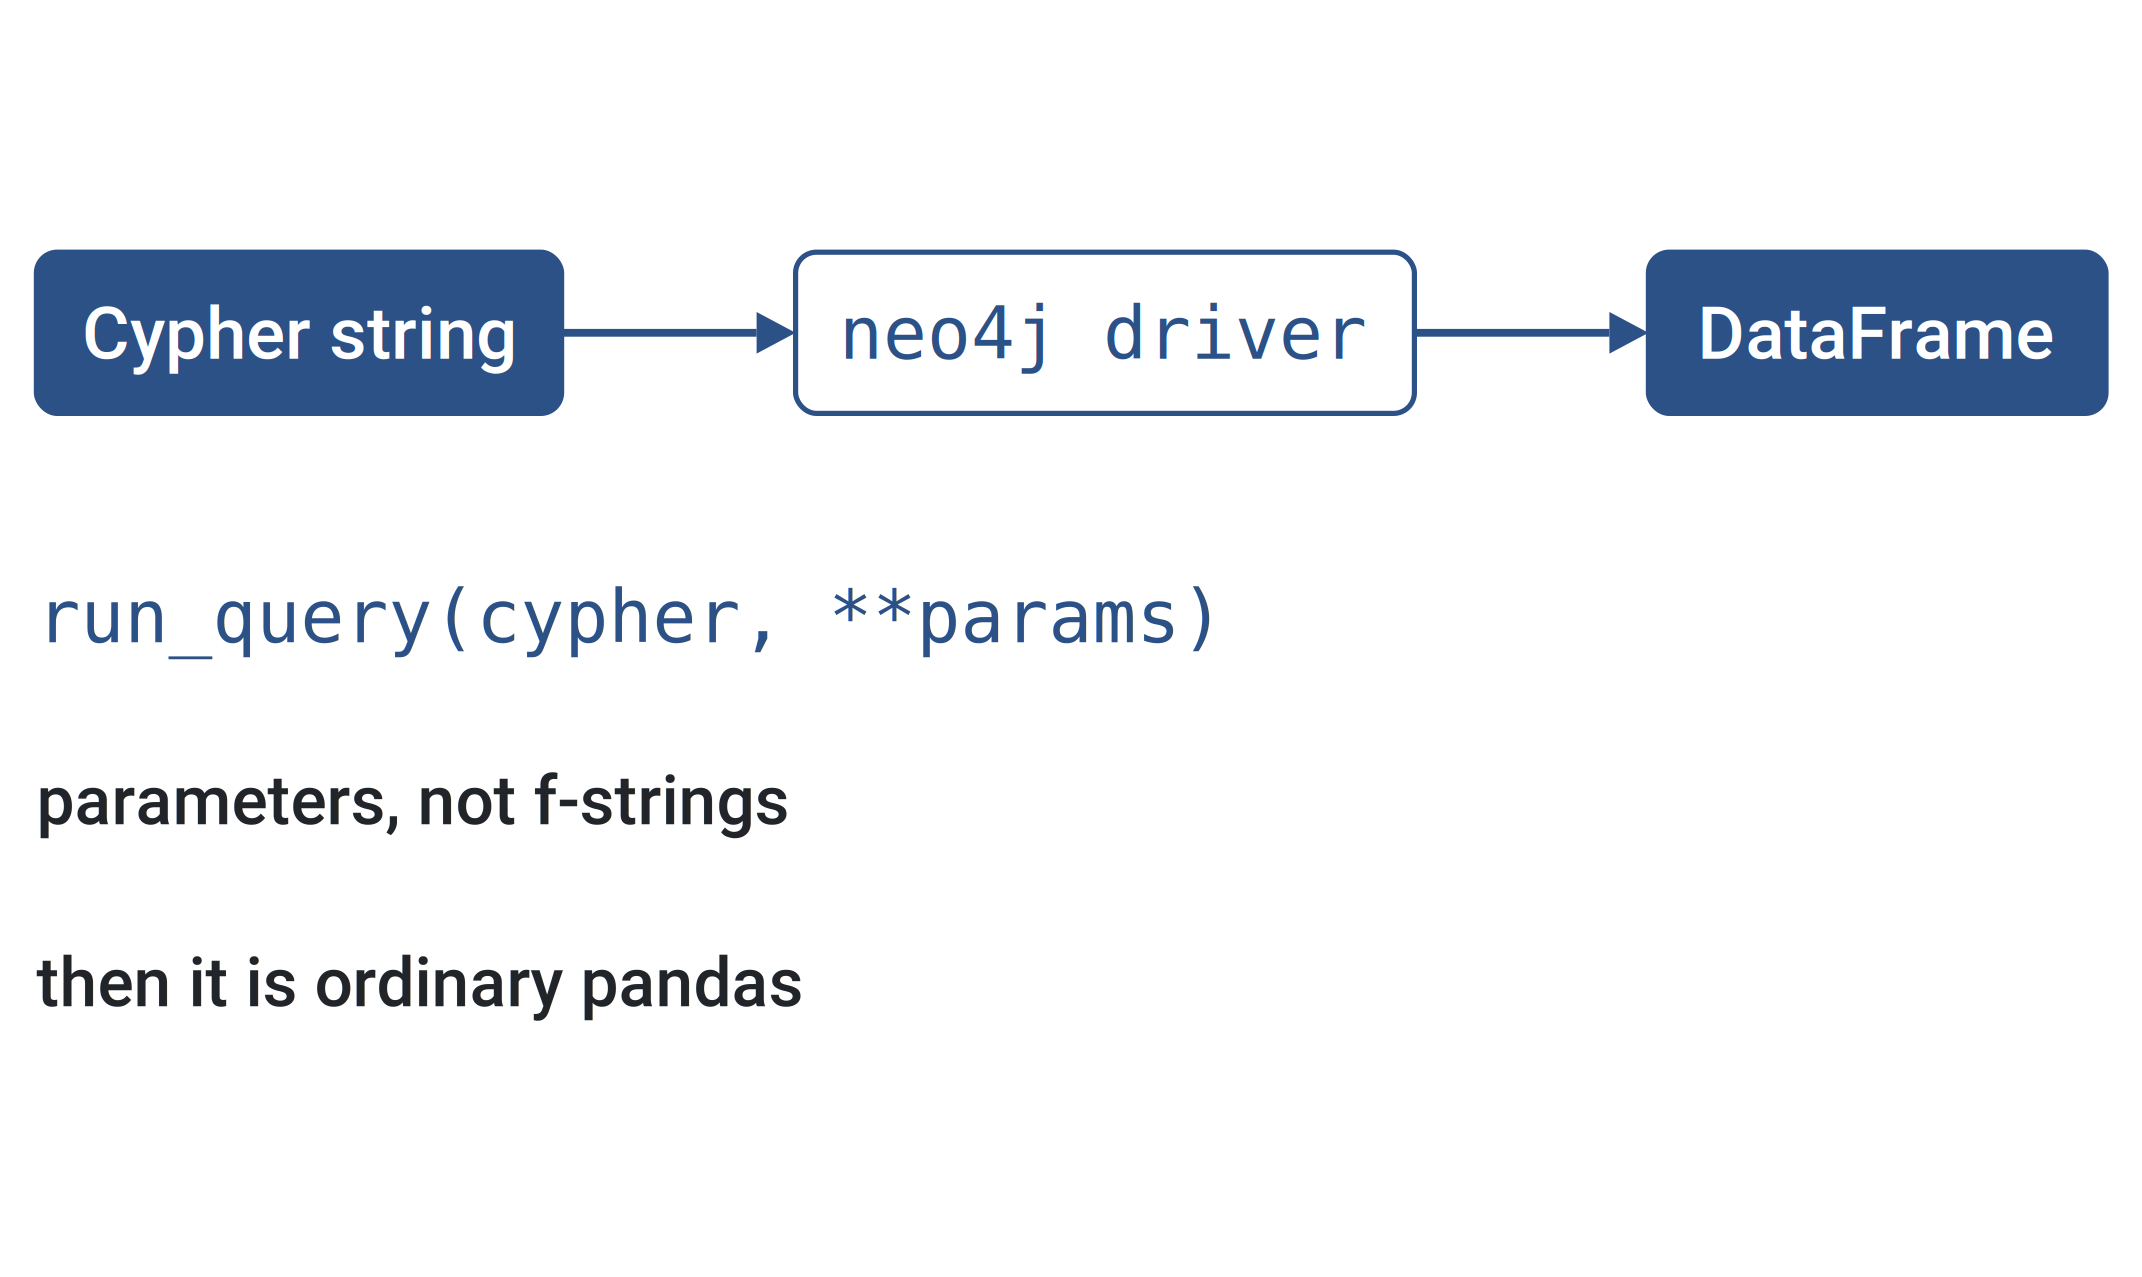 Cypher string
neo4j driver
DataFrame
run_query(cypher, **params)
parameters, not f-strings
then it is ordinary pandas